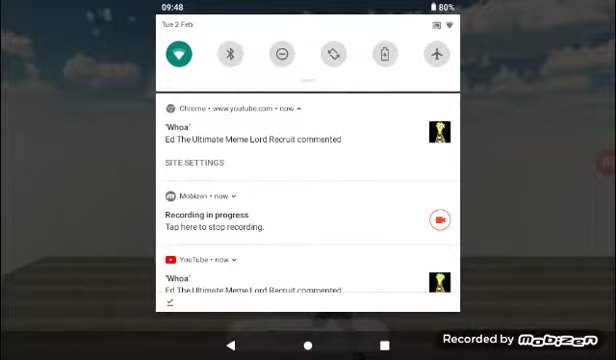 09:48
80%
Tue 2 Feb
Chrome • www.youtube.com • now
"Whoa"
Ed The Ultimate Meme Lord Recruit commented
SITE SETTINGS
Mobizen • now
Recording in progress
Tap here to stop recording.
YouTube • now
"Whoa"
Ed The Ultimate Meme Lord Recruit commented
Recorded by Mobizen